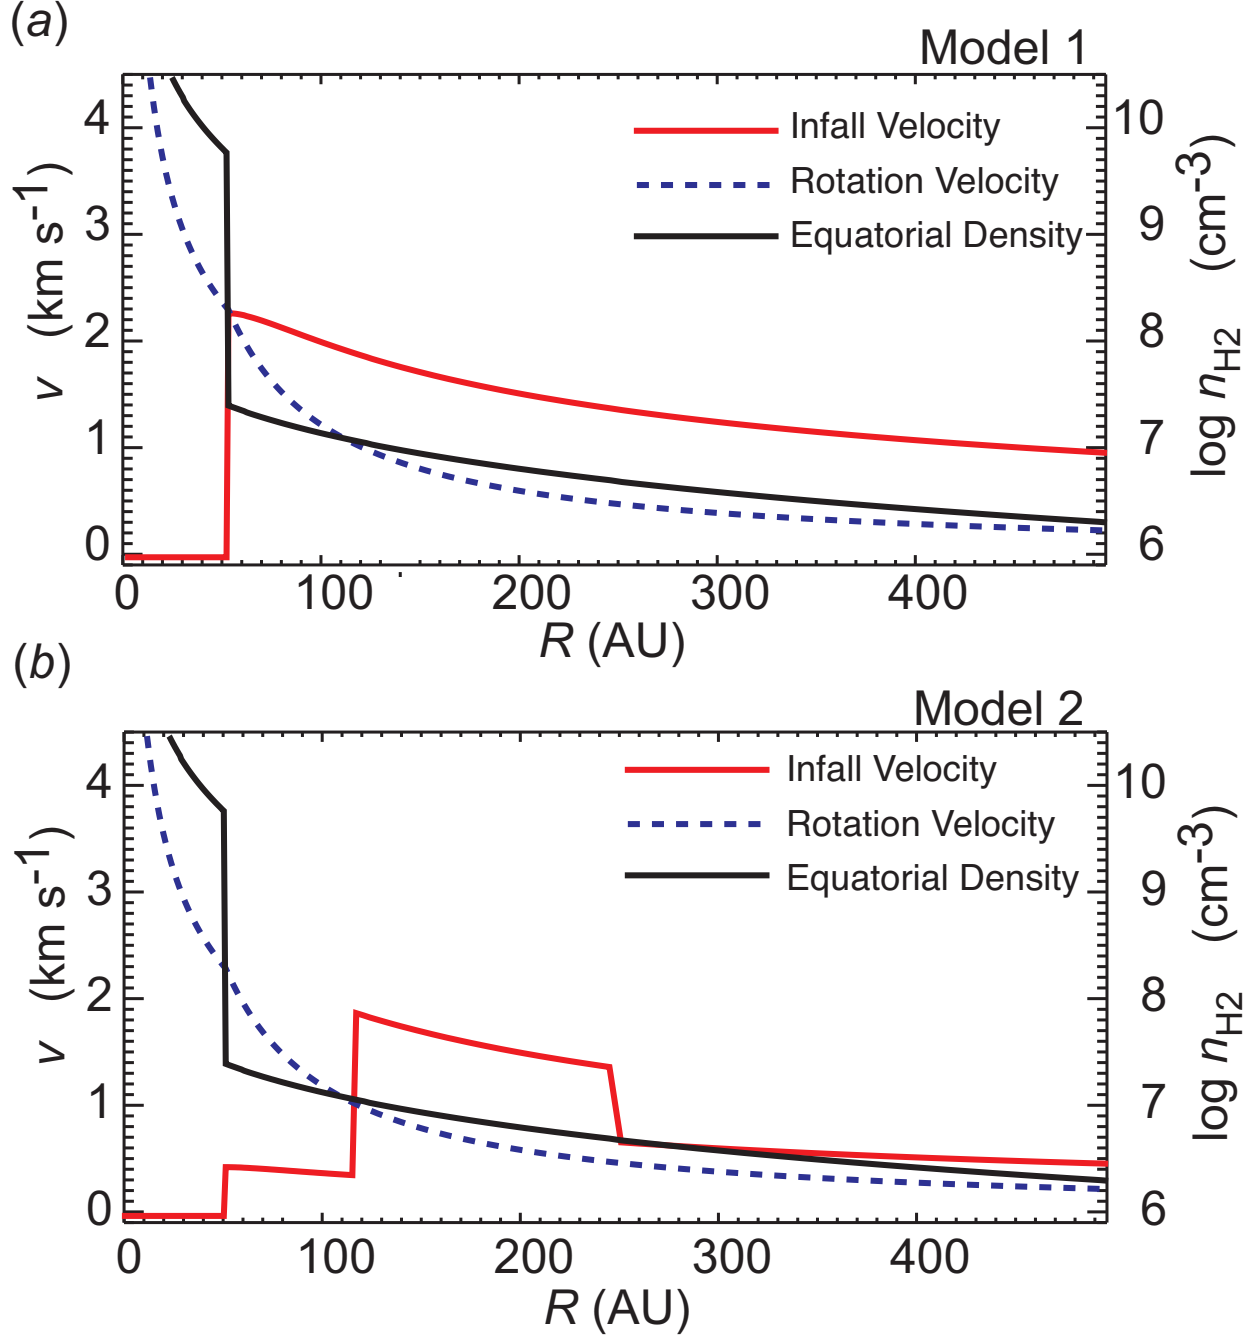 (a)
Model 1
Infall Velocity
Rotation Velocity
Equatorial Density
v (km s-1)
4
3
2
1
0
log nH2 (cm-3)
10
9
8
7
6
0 100 200 300 400
R (AU)
(b)
Model 2
Infall Velocity
Rotation Velocity
Equatorial Density
v (km s-1)
4
3
2
1
0
log nH2 (cm-3)
10
9
8
7
6
0 100 200 300 400
R (AU)